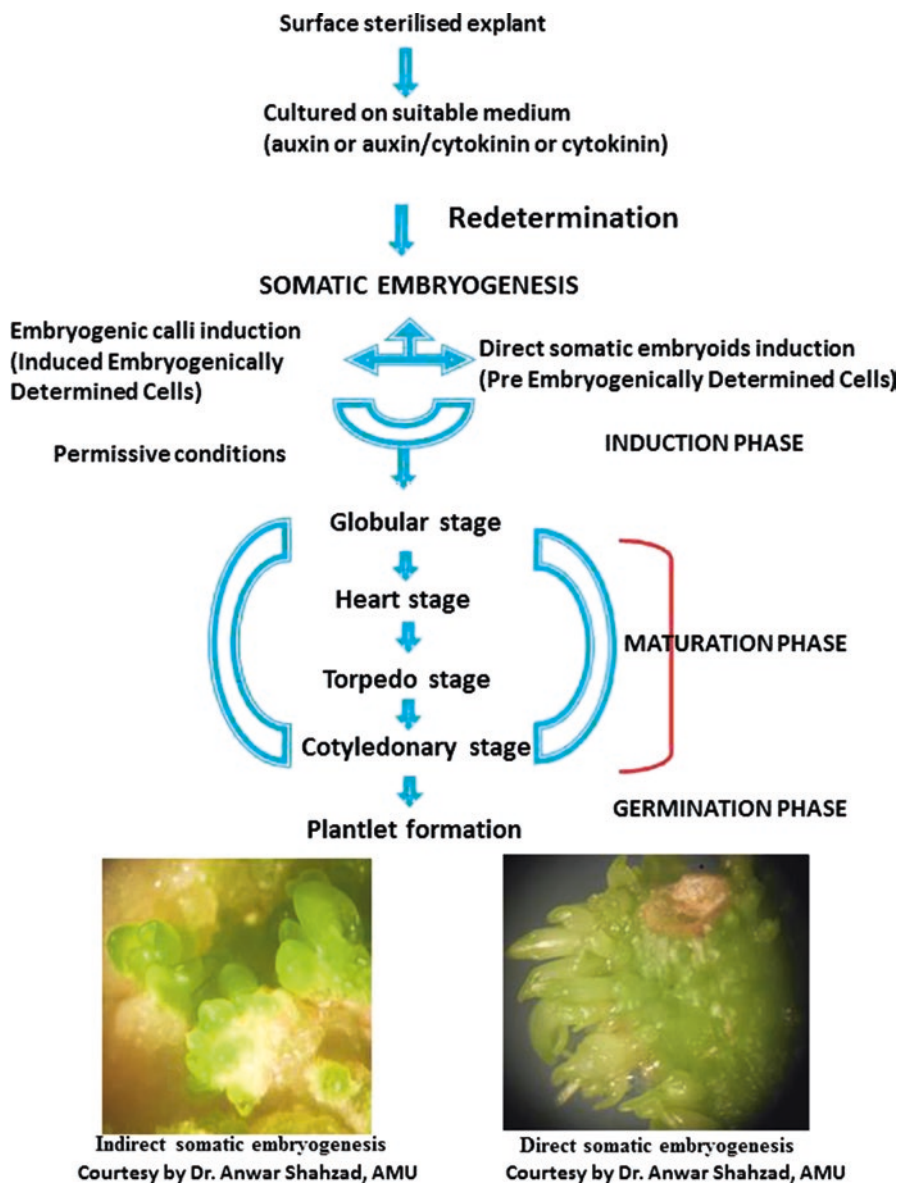 Surface sterilised explant
Cultured on suitable medium
(auxin or auxin/cytokinin or cytokinin)
Redetermination
SOMATIC EMBRYOGENESIS
Embryogenic calli induction
(Induced Embryogenically
Determined Cells)
Direct somatic embryoids induction
(Pre Embryogenically Determined Cells)
Permissive conditions
INDUCTION PHASE
Globular stage
Heart stage
Torpedo stage
Cotyledonary stage
MATURATION PHASE
Plantlet formation
GERMINATION PHASE
Indirect somatic embryogenesis
Courtesy by Dr. Anwar Shahzad, AMU
Direct somatic embryogenesis
Courtesy by Dr. Anwar Shahzad, AMU